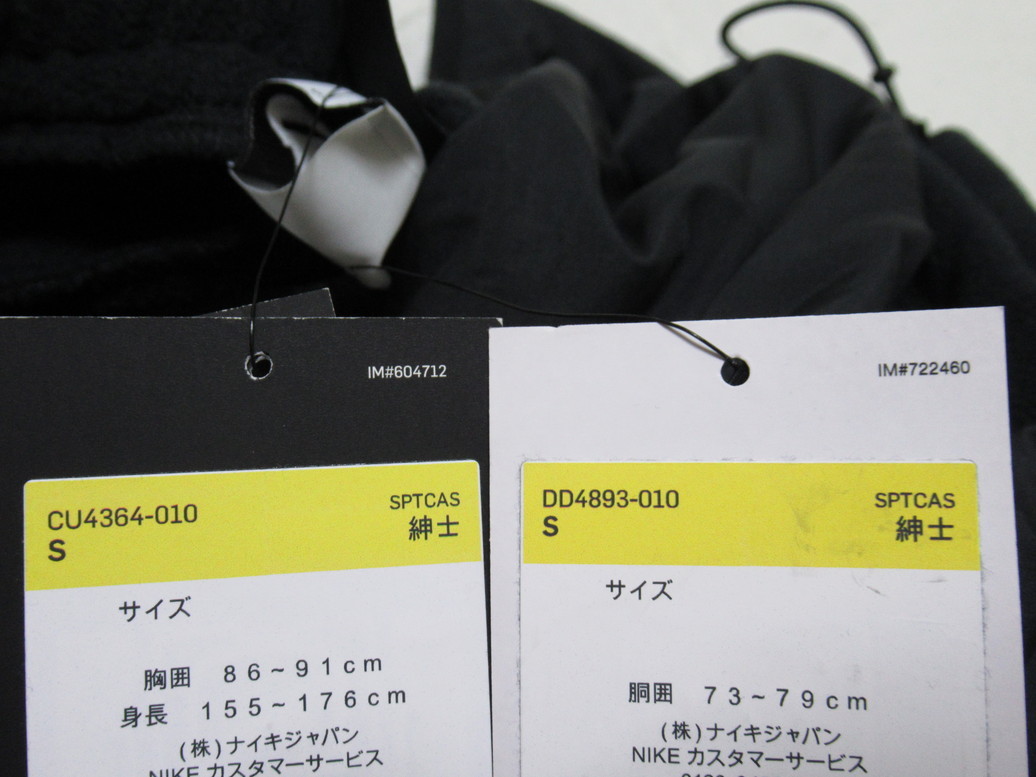 IM#604712
CU4364-010
SPTCAS
S
紳士
サイズ
胸囲 86~91cm
身長 155~176cm
(株)ナイキジャパン
NIKE カスタマーサービス
IM#722460
DD4893-010
SPTCAS
S
紳士
サイズ
胴囲 73~79cm
(株)ナイキジャパン
NIKE カスタマーサービス